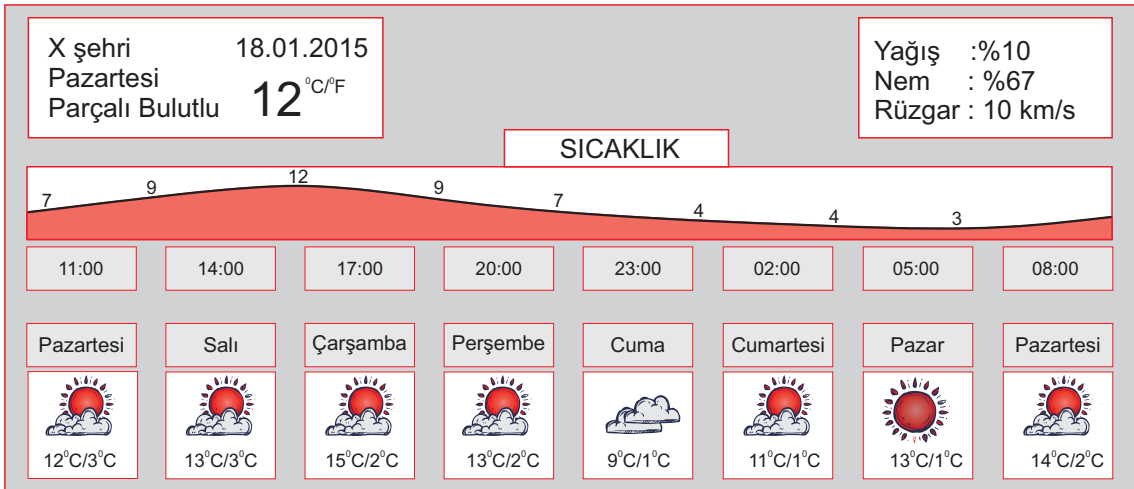 X şehri 18.01.2015
Pazartesi
Parçalı Bulutlu 12 °C/°F
Yağış :%10
Nem : %67
Rüzgar : 10 km/s
SICAKLIK
7 9 12 9 7 4 4 3
11:00 14:00 17:00 20:00 23:00 02:00 05:00 08:00
Pazartesi Salı Çarşamba Perşembe Cuma Cumartesi Pazar Pazartesi
12°C/3°C 13°C/3°C 15°C/2°C 13°C/2°C 9°C/1°C 11°C/1°C 13°C/1°C 14°C/2°C